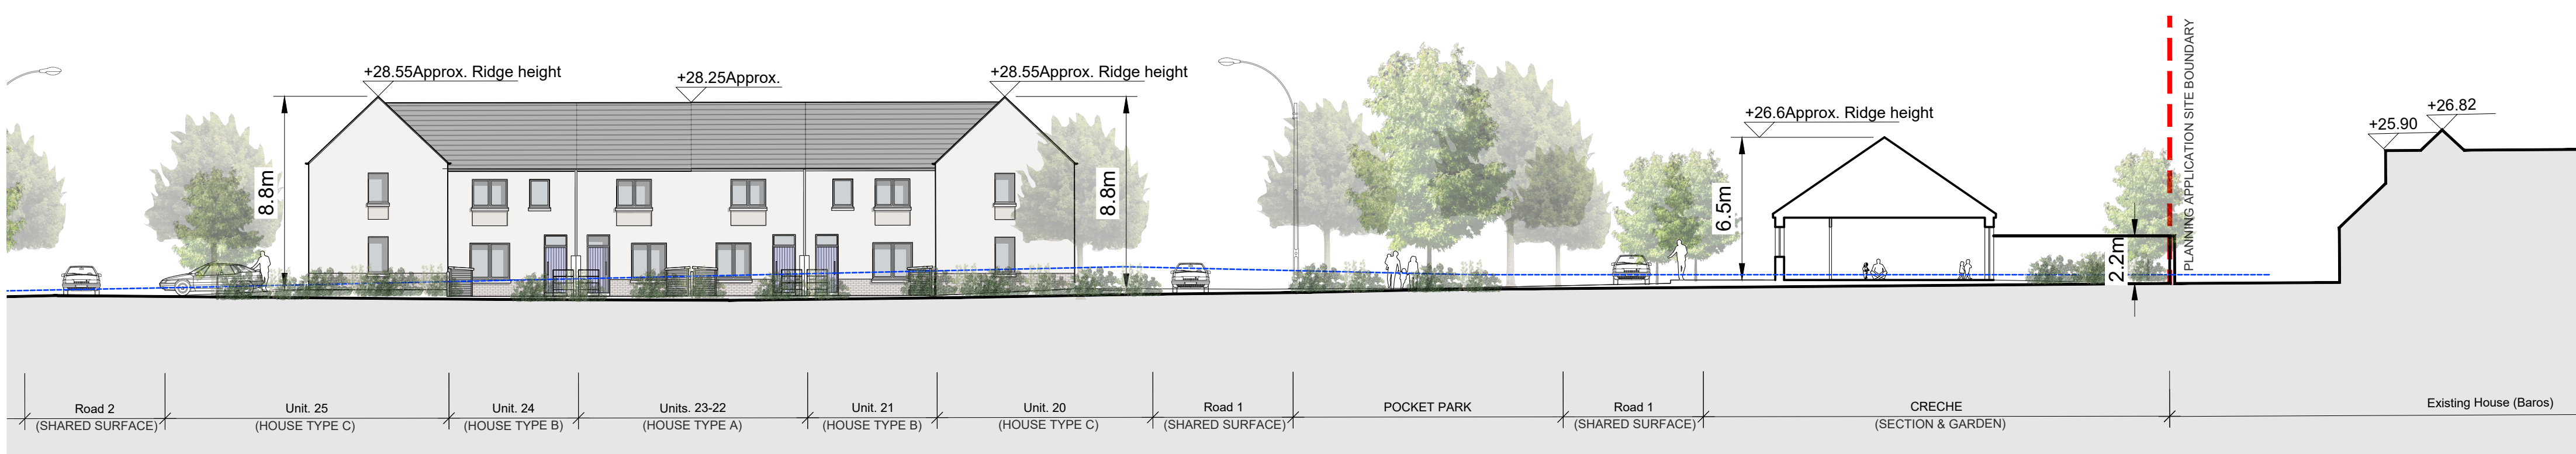 +28.55Approx. Ridge height
+28.25Approx.
+28.55Approx. Ridge height
+26.6Approx. Ridge height
+25.90
+26.82
PLANNING APPLICATION SITE BOUNDARY
8.8m
8.8m
6.5m
2.2m
Road 2
(SHARED SURFACE)
Unit. 25
(HOUSE TYPE C)
Unit. 24
(HOUSE TYPE B)
Units. 23-22
(HOUSE TYPE A)
Unit. 21
(HOUSE TYPE B)
Unit. 20
(HOUSE TYPE C)
Road 1
(SHARED SURFACE)
POCKET PARK
Road 1
(SHARED SURFACE)
CRECHE
(SECTION & GARDEN)
Existing House (Baros)